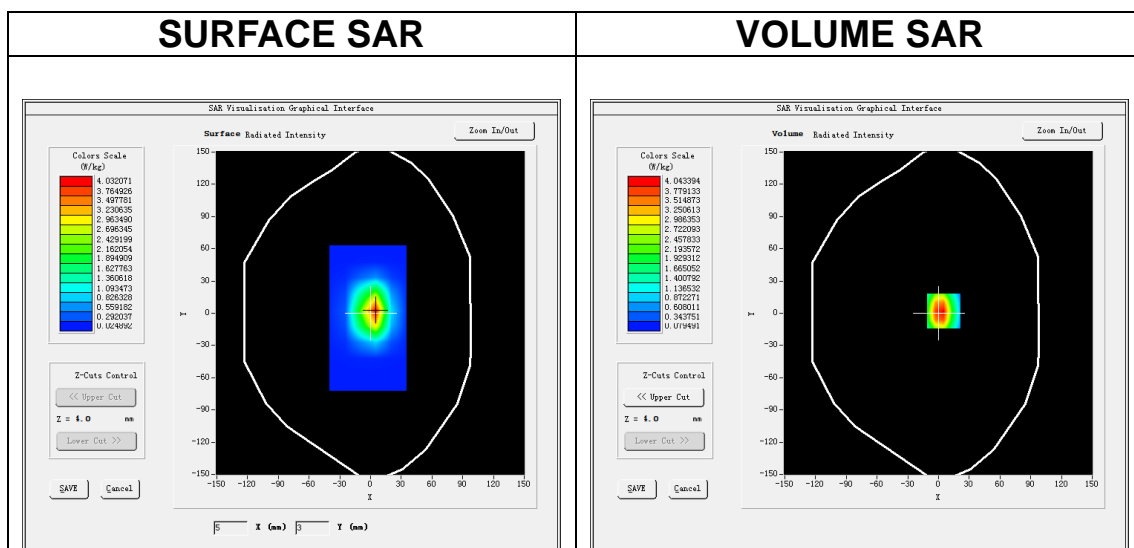 SURFACE SAR
VOLUME SAR
SAR Visualisation Graphical Interface
Surface Radiated Intensity
Zoom In/Out
Colors Scale
(W/kg)
4.032071
3.764926
3.497781
3.230635
2.963490
2.696345
2.429199
2.162054
1.894909
1.627763
1.360618
1.093473
0.826328
0.559182
0.292037
0.024892
150
120
90
60
30
0
-30
-60
-90
-120
-150
Y
-150 -120 -90 -60 -30 0 30 60 90 120 150
X
Z-Cuts Control
<< Upper Cut
Z = 4.0 mm
Lower Cut >>
SAVE Cancel
5 X (mm) 3 Y (mm)
SAR Visualisation Graphical Interface
Volume Radiated Intensity
Zoom In/Out
Colors Scale
(W/kg)
4.043394
3.779133
3.514873
3.250613
2.986353
2.722093
2.457833
2.193572
1.929312
1.665052
1.400792
1.136532
0.872271
0.608011
0.343751
0.079491
150
120
90
60
30
0
-30
-60
-90
-120
-150
Y
-150 -120 -90 -60 -30 0 30 60 90 120 150
X
Z-Cuts Control
<< Upper Cut
Z = 4.0 mm
Lower Cut >>
SAVE Cancel